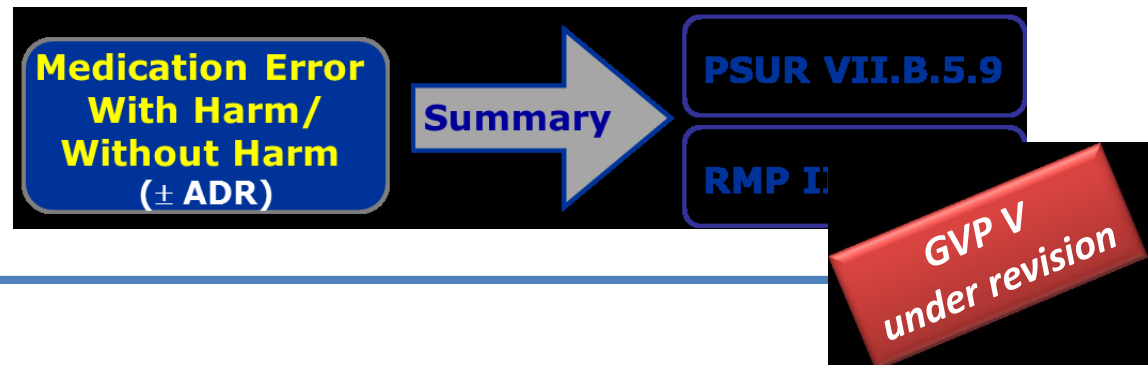 Medication Error
With Harm/
Without Harm
(± ADR)
Summary
PSUR VII.B.5.9
RMP
GVP V
under revision